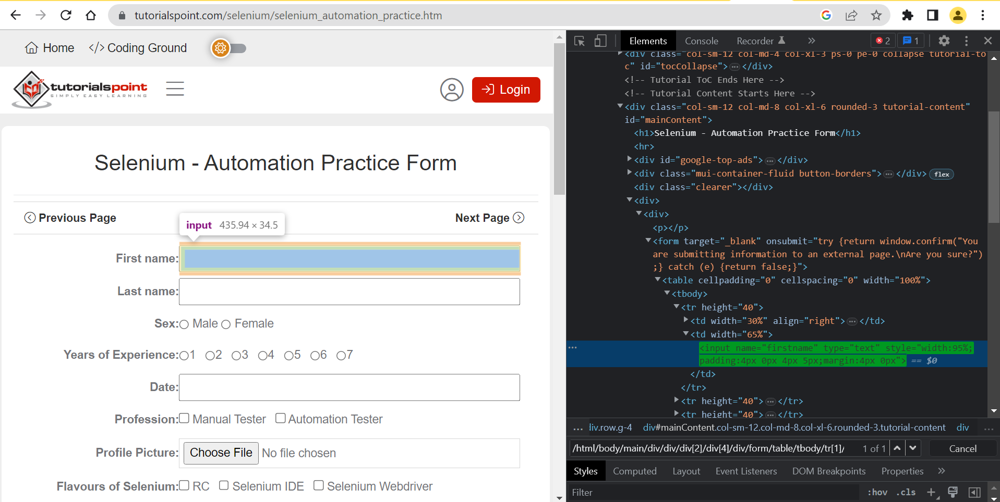 tutorialspoint.com/selenium/selenium_automation_practice.htm
Home </> Coding Ground
tutorialspoint
SIMPLY EASY LEARNING
Login
Selenium - Automation Practice Form
Previous Page
Next Page
input 435.94 × 34.5
First name:
Last name:
Sex: Male Female
Years of Experience: 1 2 3 4 5 6 7
Date:
Profession: Manual Tester Automation Tester
Profile Picture: Choose File No file chosen
Flavours of Selenium: RC Selenium IDE Selenium Webdriver
Elements Console Recorder » 2 1
<div class="col-sm-12 col-md-4 col-xl-3 ps-0 pe-0 collapse tutorial-to
c" id="tocCollapse"> … </div>
<!-- Tutorial ToC Ends Here -->
<!-- Tutorial Content Starts Here -->
<div class="col-sm-12 col-md-8 col-xl-6 rounded-3 tutorial-content"
id="mainContent">
<h1>Selenium - Automation Practice Form</h1>
<hr>
<div id="google-top-ads"> … </div>
<div class="mui-container-fluid button-borders"> … </div> flex
<div class="clearer"></div>
<div>
<div>
<p></p>
<form target="_blank" onsubmit="try {return window.confirm("You
are submitting information to an external page.\nAre you sure?")
;} catch (e) {return false;}">
<table cellpadding="0" cellspacing="0" width="100%">
<tbody>
<tr height="40">
<td width="30%" align="right"> … </td>
<td width="65%">
… <input name="firstname" type="text" style="width:95%;
padding:4px 0px 4px 5px;margin:4px 0px"> == $0
</td>
</tr>
<tr height="40"> … </tr>
<tr height="40"> … </tr>
… div.row.g-4 div#mainContent.col-sm-12.col-md-8.col-xl-6.rounded-3.tutorial-content div …
/html/body/main/div/div/div[2]/div[4]/div/form/table/tbody/tr[1]/ 1 of 1 Cancel
Styles Computed Layout Event Listeners DOM Breakpoints Properties »
Filter :hov .cls +